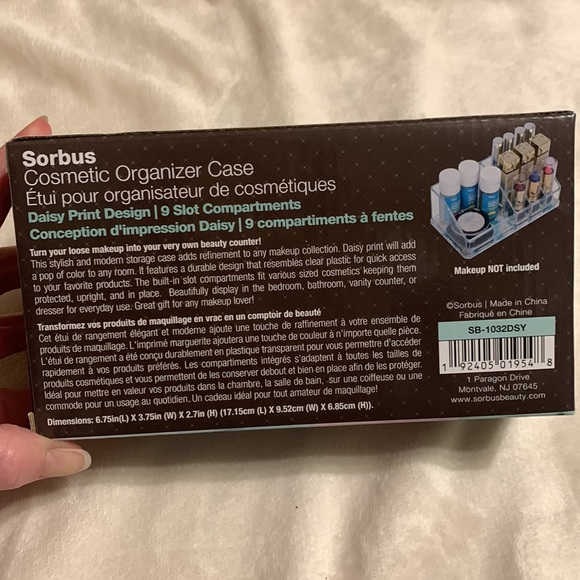 Sorbus
Cosmetic Organizer Case
Étui pour organisateur de cosmétiques
Daisy Print Design | 9 Slot Compartments
Conception d'impression Daisy | 9 compartiments à fentes
Turn your loose makeup into your very own beauty counter!
This stylish and modern storage case adds refinement to any makeup collection. Daisy print will add
a pop of color to any room. It features a durable design that resembles clear plastic for quick access
to your favorite products. The built-in slot compartments fit various sized cosmetics keeping them
protected, upright, and in place. Beautifully display in the bedroom, bathroom, vanity counter, or
dresser for everyday use. Great gift for any makeup lover!
Transformez vos produits de maquillage en vrac en un comptoir de beauté
Cet étui de rangement élégant et moderne ajoute une touche de raffinement à votre ensemble de
produits de maquillage. L'imprimé marguerite ajoutera une touche de couleur à n'importe quelle pièce.
L'étui de rangement a été conçu durablement en plastique transparent pour vous permettre d'accéder
rapidement à vos produits préférés. Les compartiments intégrés s'adaptent à toutes les tailles de
produits cosmétiques et vous permettent de les conserver debout et bien en place afin de les protéger.
Idéal pour mettre en valeur vos produits dans la chambre, la salle de bain , sur une coiffeuse ou une
commode pour un usage au quotidien. Un cadeau idéal pour tout amateur de maquillage!
Dimensions: 6.75in(L) X 3.75in (W) X 2.7in (H) (17.15cm (L) X 9.52cm (W) X 6.85cm (H)).
Makeup NOT included
©Sorbus | Made in China
Fabriqué en Chine
SB-1032DSY
1 92405 01954 8
1 Paragon Drive
Montvale, NJ 07645
www.sorbusbeauty.com